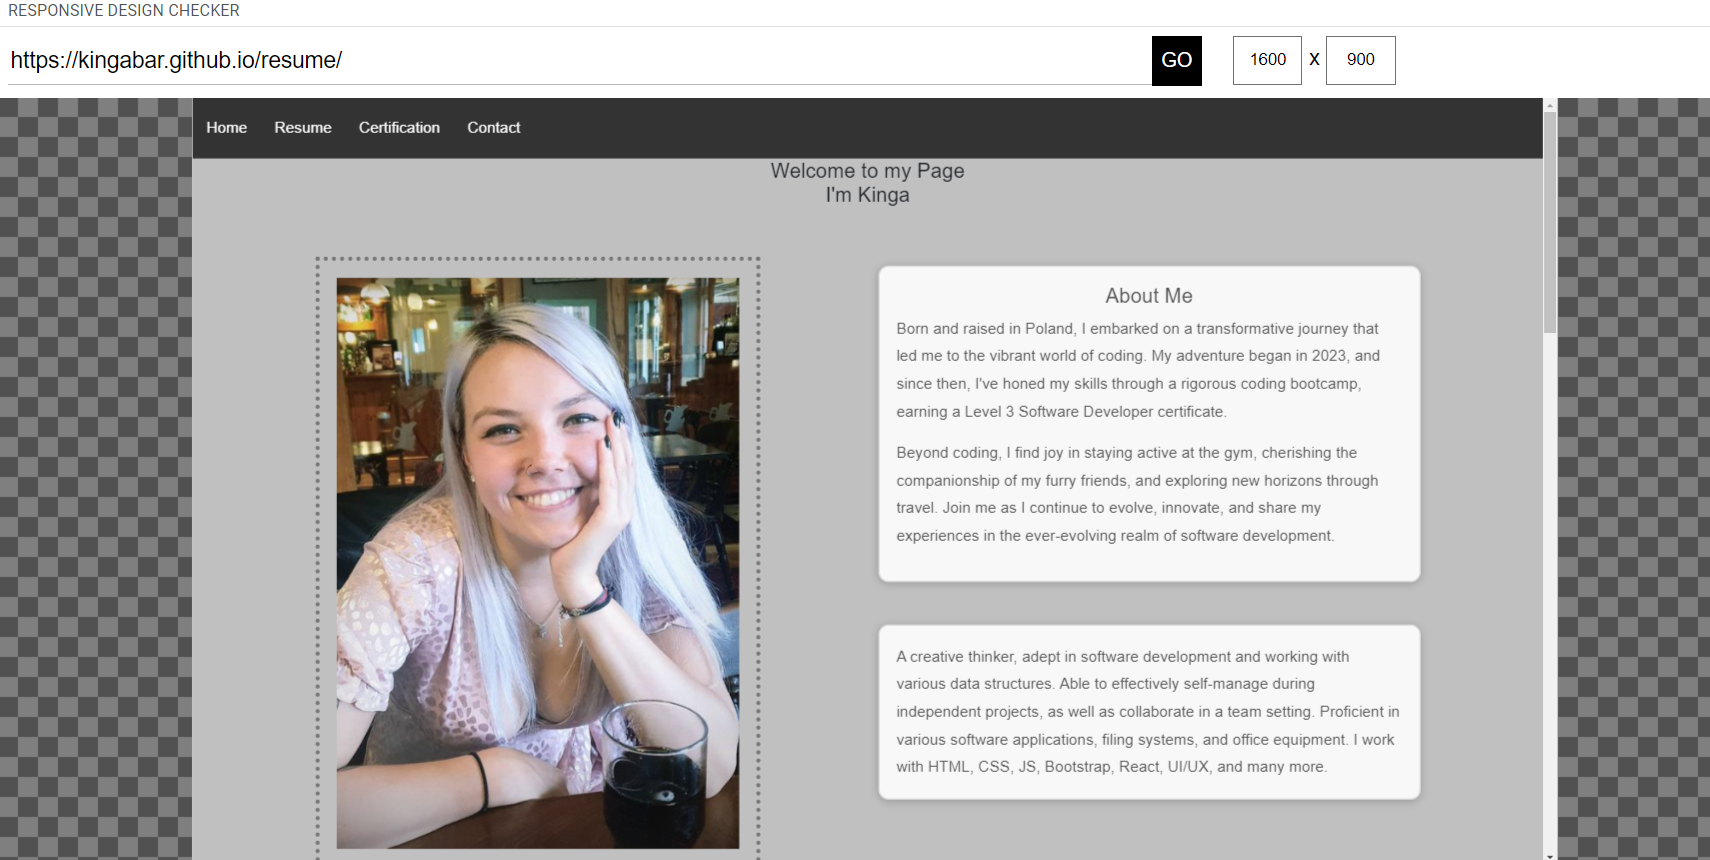 RESPONSIVE DESIGN CHECKER
https://kingabar.github.io/resume/
GO
1600 X 900
Home Resume Certification Contact
Welcome to my Page
I'm Kinga
About Me
Born and raised in Poland, I embarked on a transformative journey that
led me to the vibrant world of coding. My adventure began in 2023, and
since then, I've honed my skills through a rigorous coding bootcamp,
earning a Level 3 Software Developer certificate.
Beyond coding, I find joy in staying active at the gym, cherishing the
companionship of my furry friends, and exploring new horizons through
travel. Join me as I continue to evolve, innovate, and share my
experiences in the ever-evolving realm of software development.
A creative thinker, adept in software development and working with
various data structures. Able to effectively self-manage during
independent projects, as well as collaborate in a team setting. Proficient in
various software applications, filing systems, and office equipment. I work
with HTML, CSS, JS, Bootstrap, React, UI/UX, and many more.